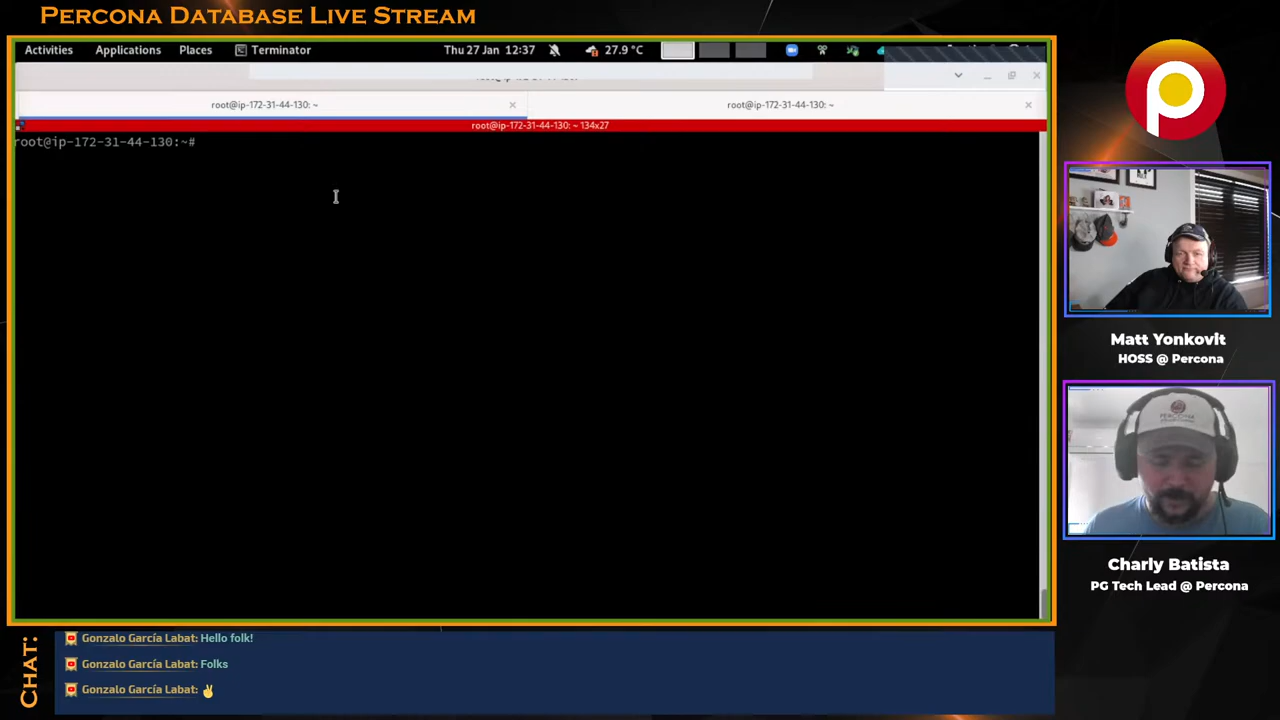 PERCONA DATABASE LIVE STREAM
Activities Applications Places Terminator Thu 27 Jan 12:37 27.9 °C
root@ip-172-31-44-130: ~ root@ip-172-31-44-130: ~
root@ip-172-31-44-130: ~ 134x27
root@ip-172-31-44-130:~#
Matt Yonkovit
HOSS @ Percona
PERCONA
Charly Batista
PG Tech Lead @ Percona
CHAT:
Gonzalo García Labat: Hello folk!
Gonzalo García Labat: Folks
Gonzalo García Labat: ✌